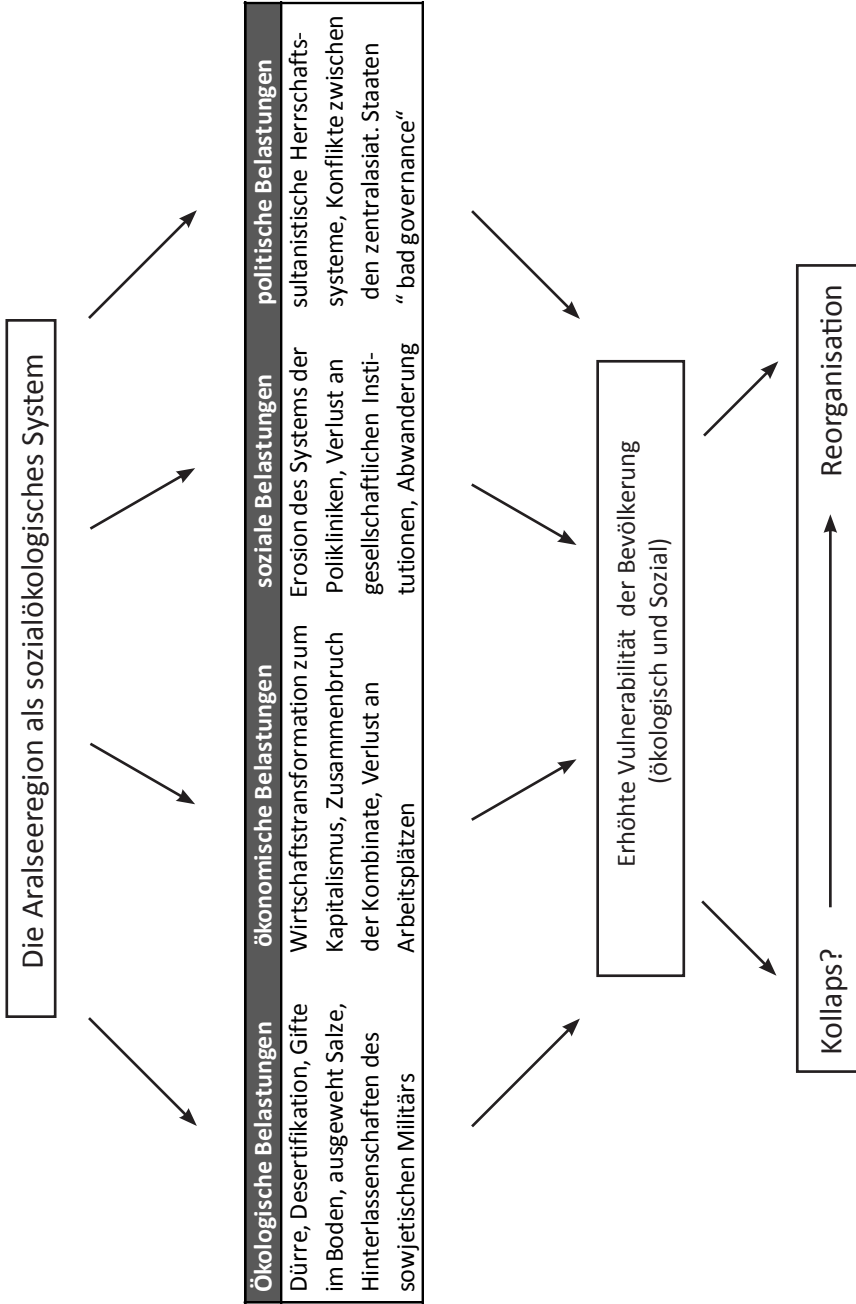 Die Aralseeregion als sozialökologisches System
Ökologische Belastungen
Dürre, Desertifikation, Gifte
im Boden, ausgeweht Salze,
Hinterlassenschaften des
sowjetischen Militärs
ökonomische Belastungen
Wirtschaftstransformation zum
Kapitalismus, Zusammenbruch
der Kombinate, Verlust an
Arbeitsplätzen
soziale Belastungen
Erosion des Systems der
Polikliniken, Verlust an
gesellschaftlichen Insti-
tutionen, Abwanderung
politische Belastungen
sultanistische Herrschafts-
systeme, Konflikte zwischen
den zentralasiat. Staaten
“ bad governance“
Erhöhte Vulnerabilität der Bevölkerung
(ökologisch und Sozial)
Kollaps? Reorganisation